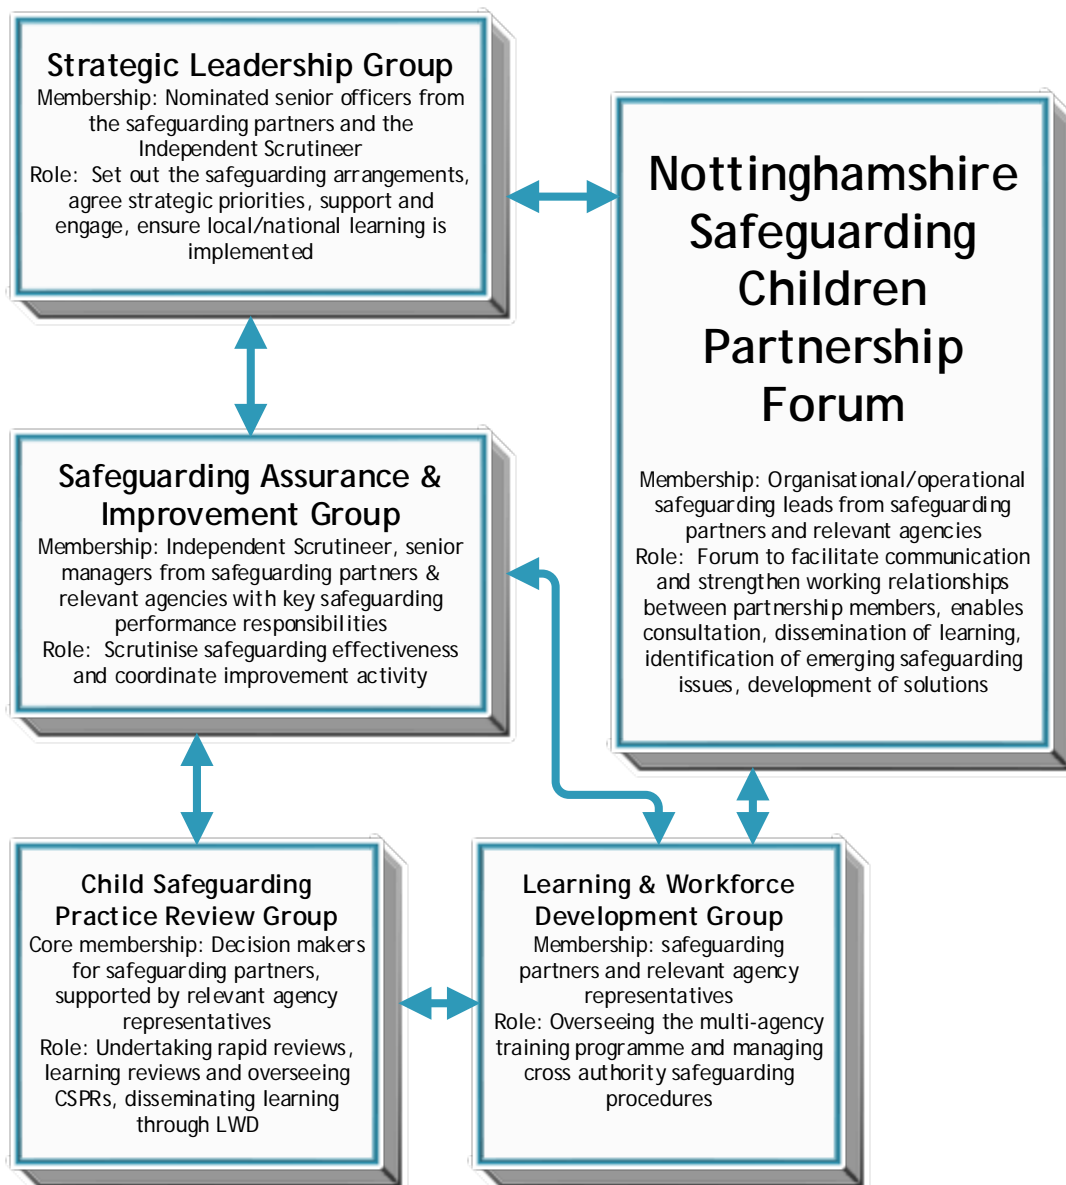 Strategic Leadership Group
Membership: Nominated senior officers from
the safeguarding partners and the
Independent Scrutineer
Role: Set out the safeguarding arrangements,
agree strategic priorities, support and
engage, ensure local/national learning is
implemented
Nottinghamshire
Safeguarding
Children
Partnership
Forum
Membership: Organisational/operational
safeguarding leads from safeguarding
partners and relevant agencies
Role: Forum to facilitate communication
and strengthen working relationships
between partnership members, enables
consultation, dissemination of learning,
identification of emerging safeguarding
issues, development of solutions
Safeguarding Assurance &
Improvement Group
Membership: Independent Scrutineer, senior
managers from safeguarding partners &
relevant agencies with key safeguarding
performance responsibilities
Role: Scrutinise safeguarding effectiveness
and coordinate improvement activity
Child Safeguarding
Practice Review Group
Core membership: Decision makers
for safeguarding partners,
supported by relevant agency
representatives
Role: Undertaking rapid reviews,
learning reviews and overseeing
CSPRs, disseminating learning
through LWD
Learning & Workforce
Development Group
Membership: safeguarding
partners and relevant agency
representatives
Role: Overseeing the multi-agency
training programme and managing
cross authority safeguarding
procedures